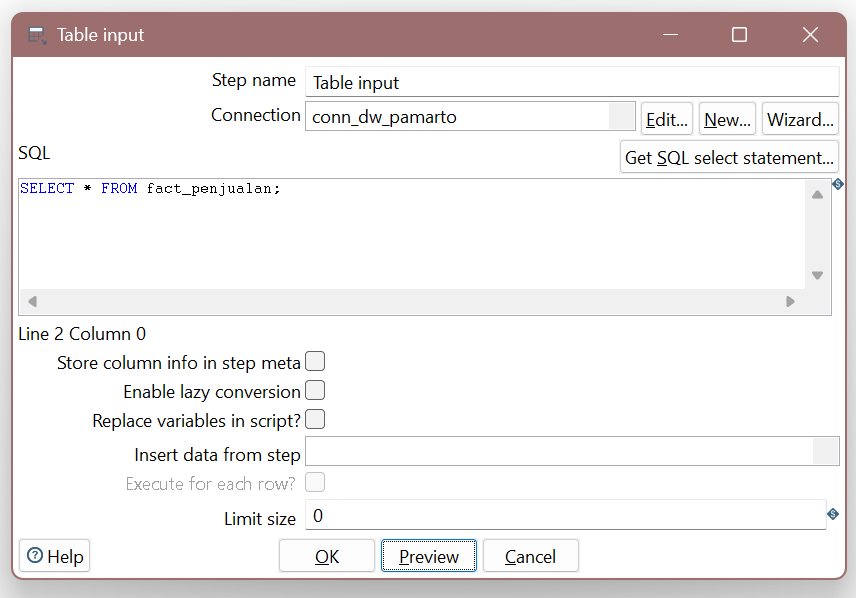 Table input
Step name Table input
Connection conn_dw_pamarto Edit... New... Wizard...
SQL Get SQL select statement...
SELECT * FROM fact_penjualan;
Line 2 Column 0
Store column info in step meta
Enable lazy conversion
Replace variables in script?
Insert data from step
Execute for each row?
Limit size 0
Help OK Preview Cancel